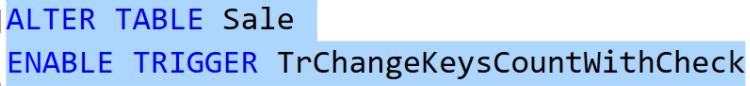 ALTER TABLE Sale
ENABLE TRIGGER TrChangeKeysCountWithCheck